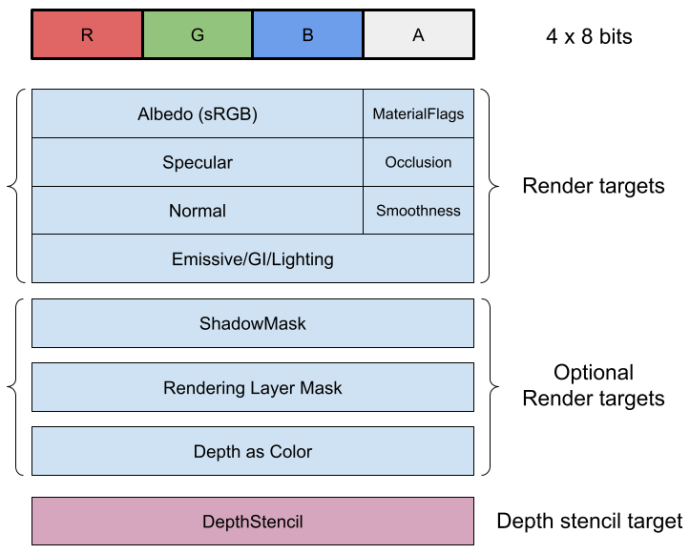 R G B A 4 x 8 bits
Albedo (sRGB) MaterialFlags
Specular Occlusion
Render targets
Normal Smoothness
Emissive/GI/Lighting
ShadowMask
Rendering Layer Mask
Optional
Render targets
Depth as Color
DepthStencil Depth stencil target